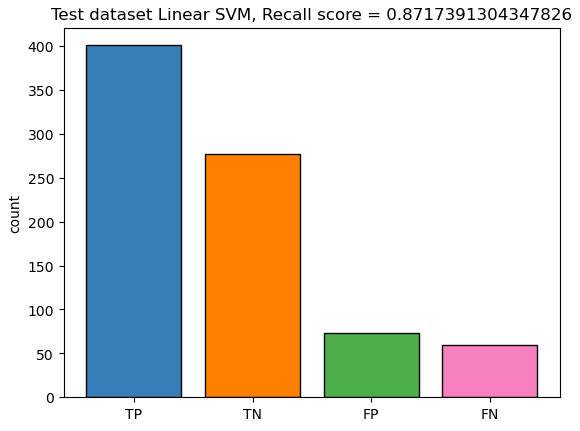 Test dataset Linear SVM, Recall score = 0.8717391304347826
400
350
300
250
200
150
100
50
0
count
TP
TN
FP
FN